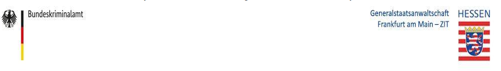 Bundeskriminalamt
Generalstaatsanwaltschaft
Frankfurt am Main – ZIT
HESSEN